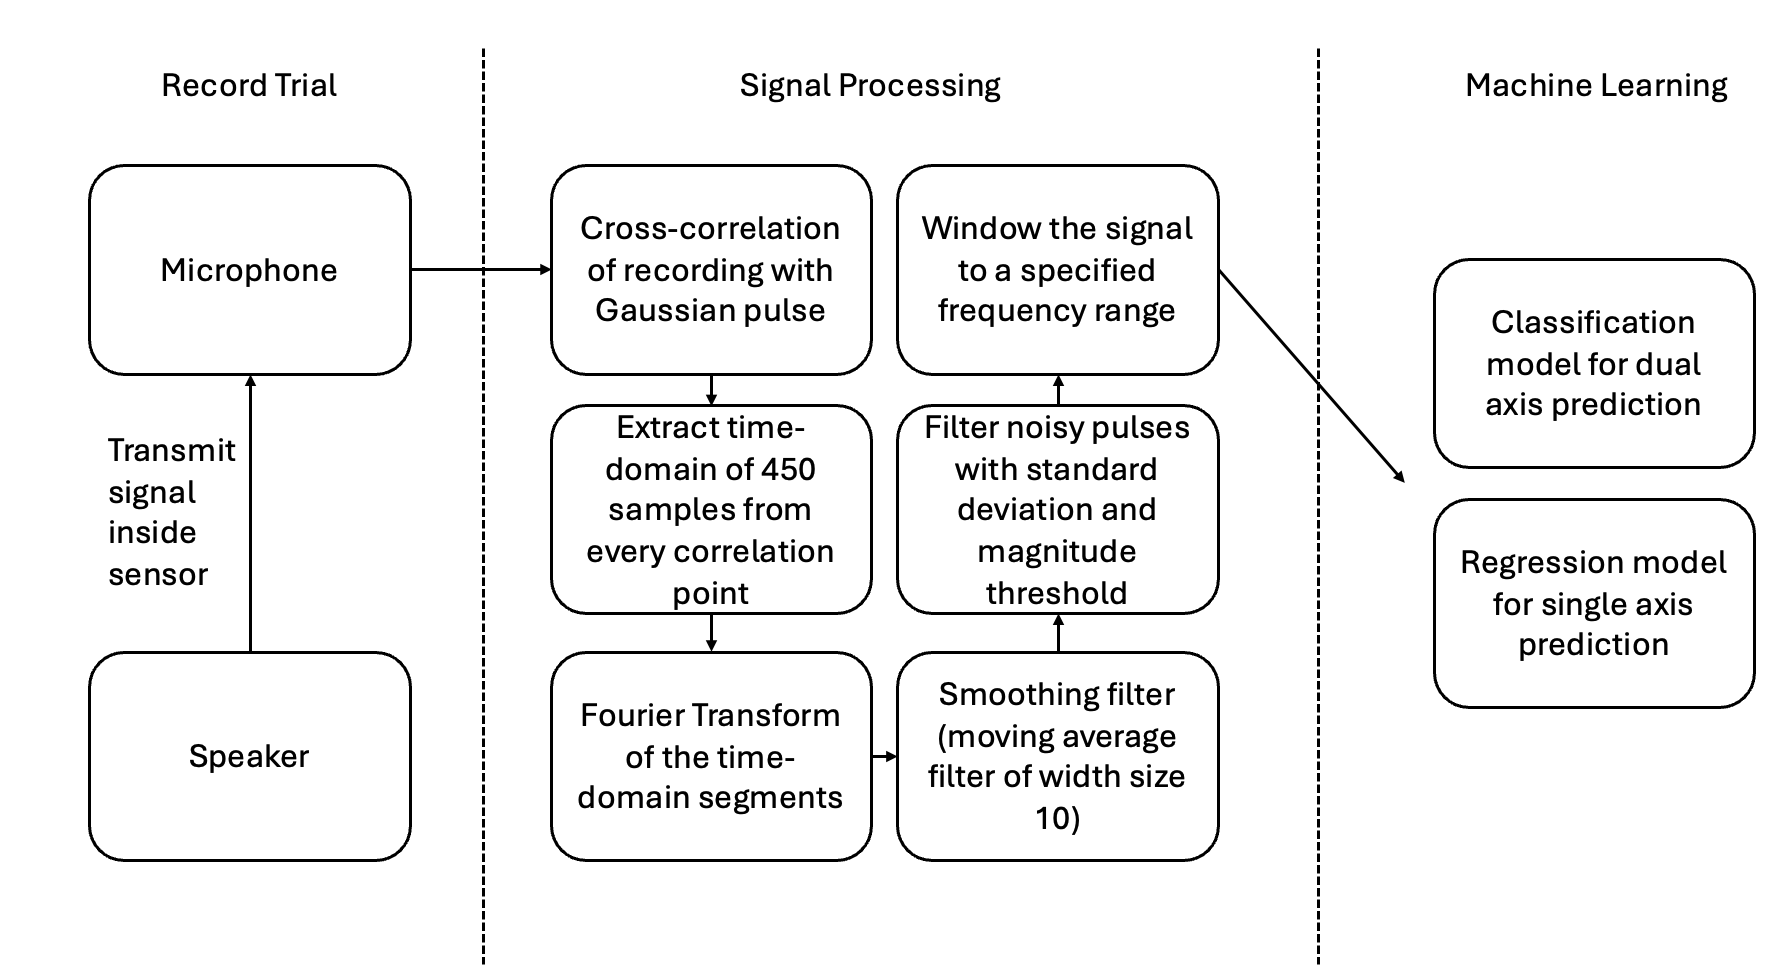 Record Trial
Signal Processing
Machine Learning
Microphone
Transmit
signal
inside
sensor
Speaker
Cross-correlation
of recording with
Gaussian pulse
Extract time-
domain of 450
samples from
every correlation
point
Fourier Transform
of the time-
domain segments
Smoothing filter
(moving average
filter of width size
10)
Filter noisy pulses
with standard
deviation and
magnitude
threshold
Window the signal
to a specified
frequency range
Classification
model for dual
axis prediction
Regression model
for single axis
prediction